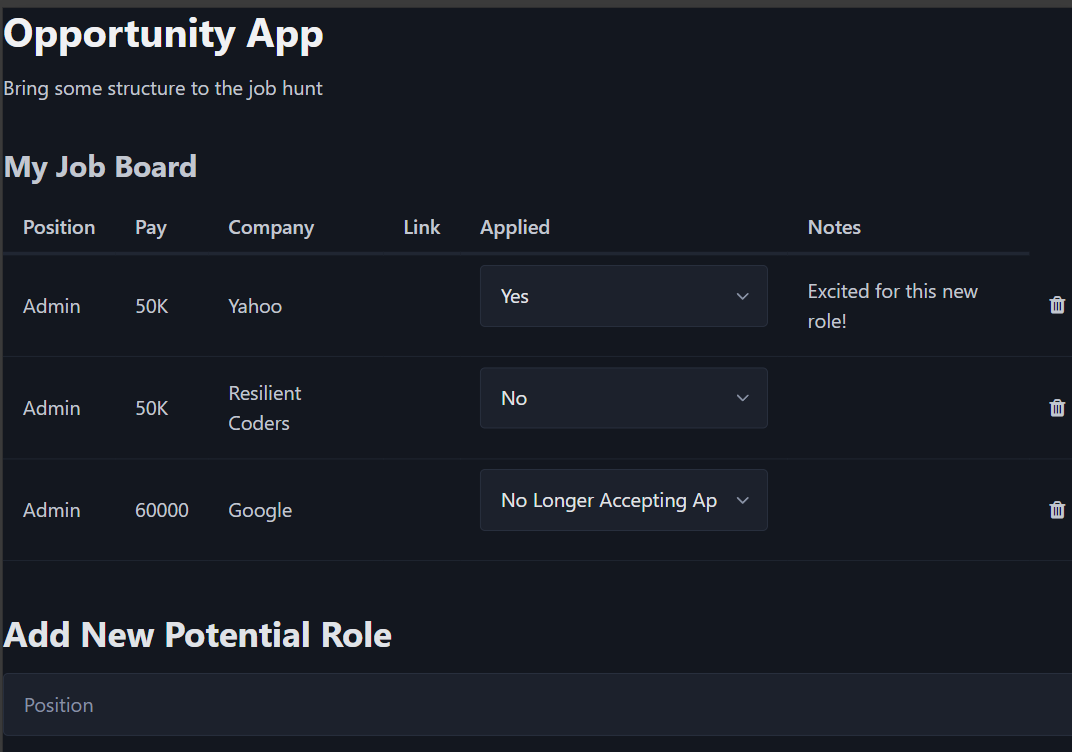 Opportunity App
Bring some structure to the job hunt
My Job Board
Position Pay Company Link Applied Notes
Admin 50K Yahoo Yes Excited for this new
role!
Admin 50K Resilient
Coders No
Admin 60000 Google No Longer Accepting Ap
Add New Potential Role
Position